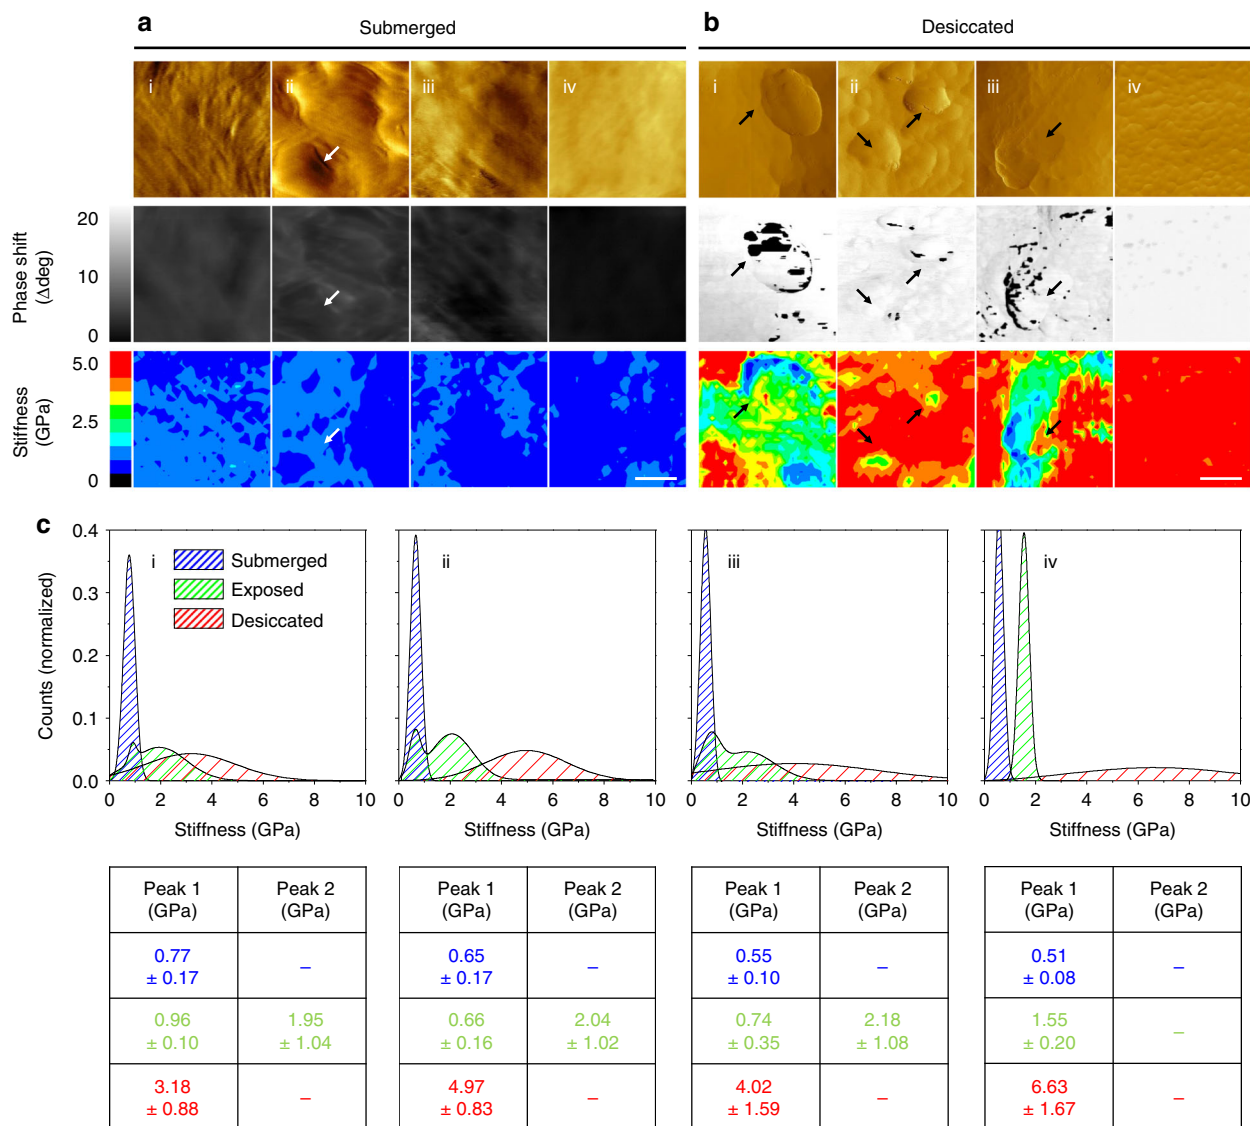 a Submerged
b Desiccated
i ii iii iv
i ii iii iv
Phase shift
(Δdeg)
20
10
0
Stiffness
(GPa)
5.0
2.5
0
c
Counts (normalized)
0.4
0.3
0.2
0.1
0.0
i
Submerged
Exposed
Desiccated
0 2 4 6 8 10
Stiffness (GPa)
ii
0 2 4 6 8 10
Stiffness (GPa)
iii
0 2 4 6 8 10
Stiffness (GPa)
iv
0 2 4 6 8 10
Stiffness (GPa)
Peak 1 Peak 2
(GPa) (GPa)
0.77 –
± 0.17
0.96 1.95
± 0.10 ± 1.04
3.18 –
± 0.88
Peak 1 Peak 2
(GPa) (GPa)
0.65 –
± 0.17
0.66 2.04
± 0.16 ± 1.02
4.97 –
± 0.83
Peak 1 Peak 2
(GPa) (GPa)
0.55 –
± 0.10
0.74 2.18
± 0.35 ± 1.08
4.02 –
± 1.59
Peak 1 Peak 2
(GPa) (GPa)
0.51 –
± 0.08
1.55 –
± 0.20
6.63 –
± 1.67